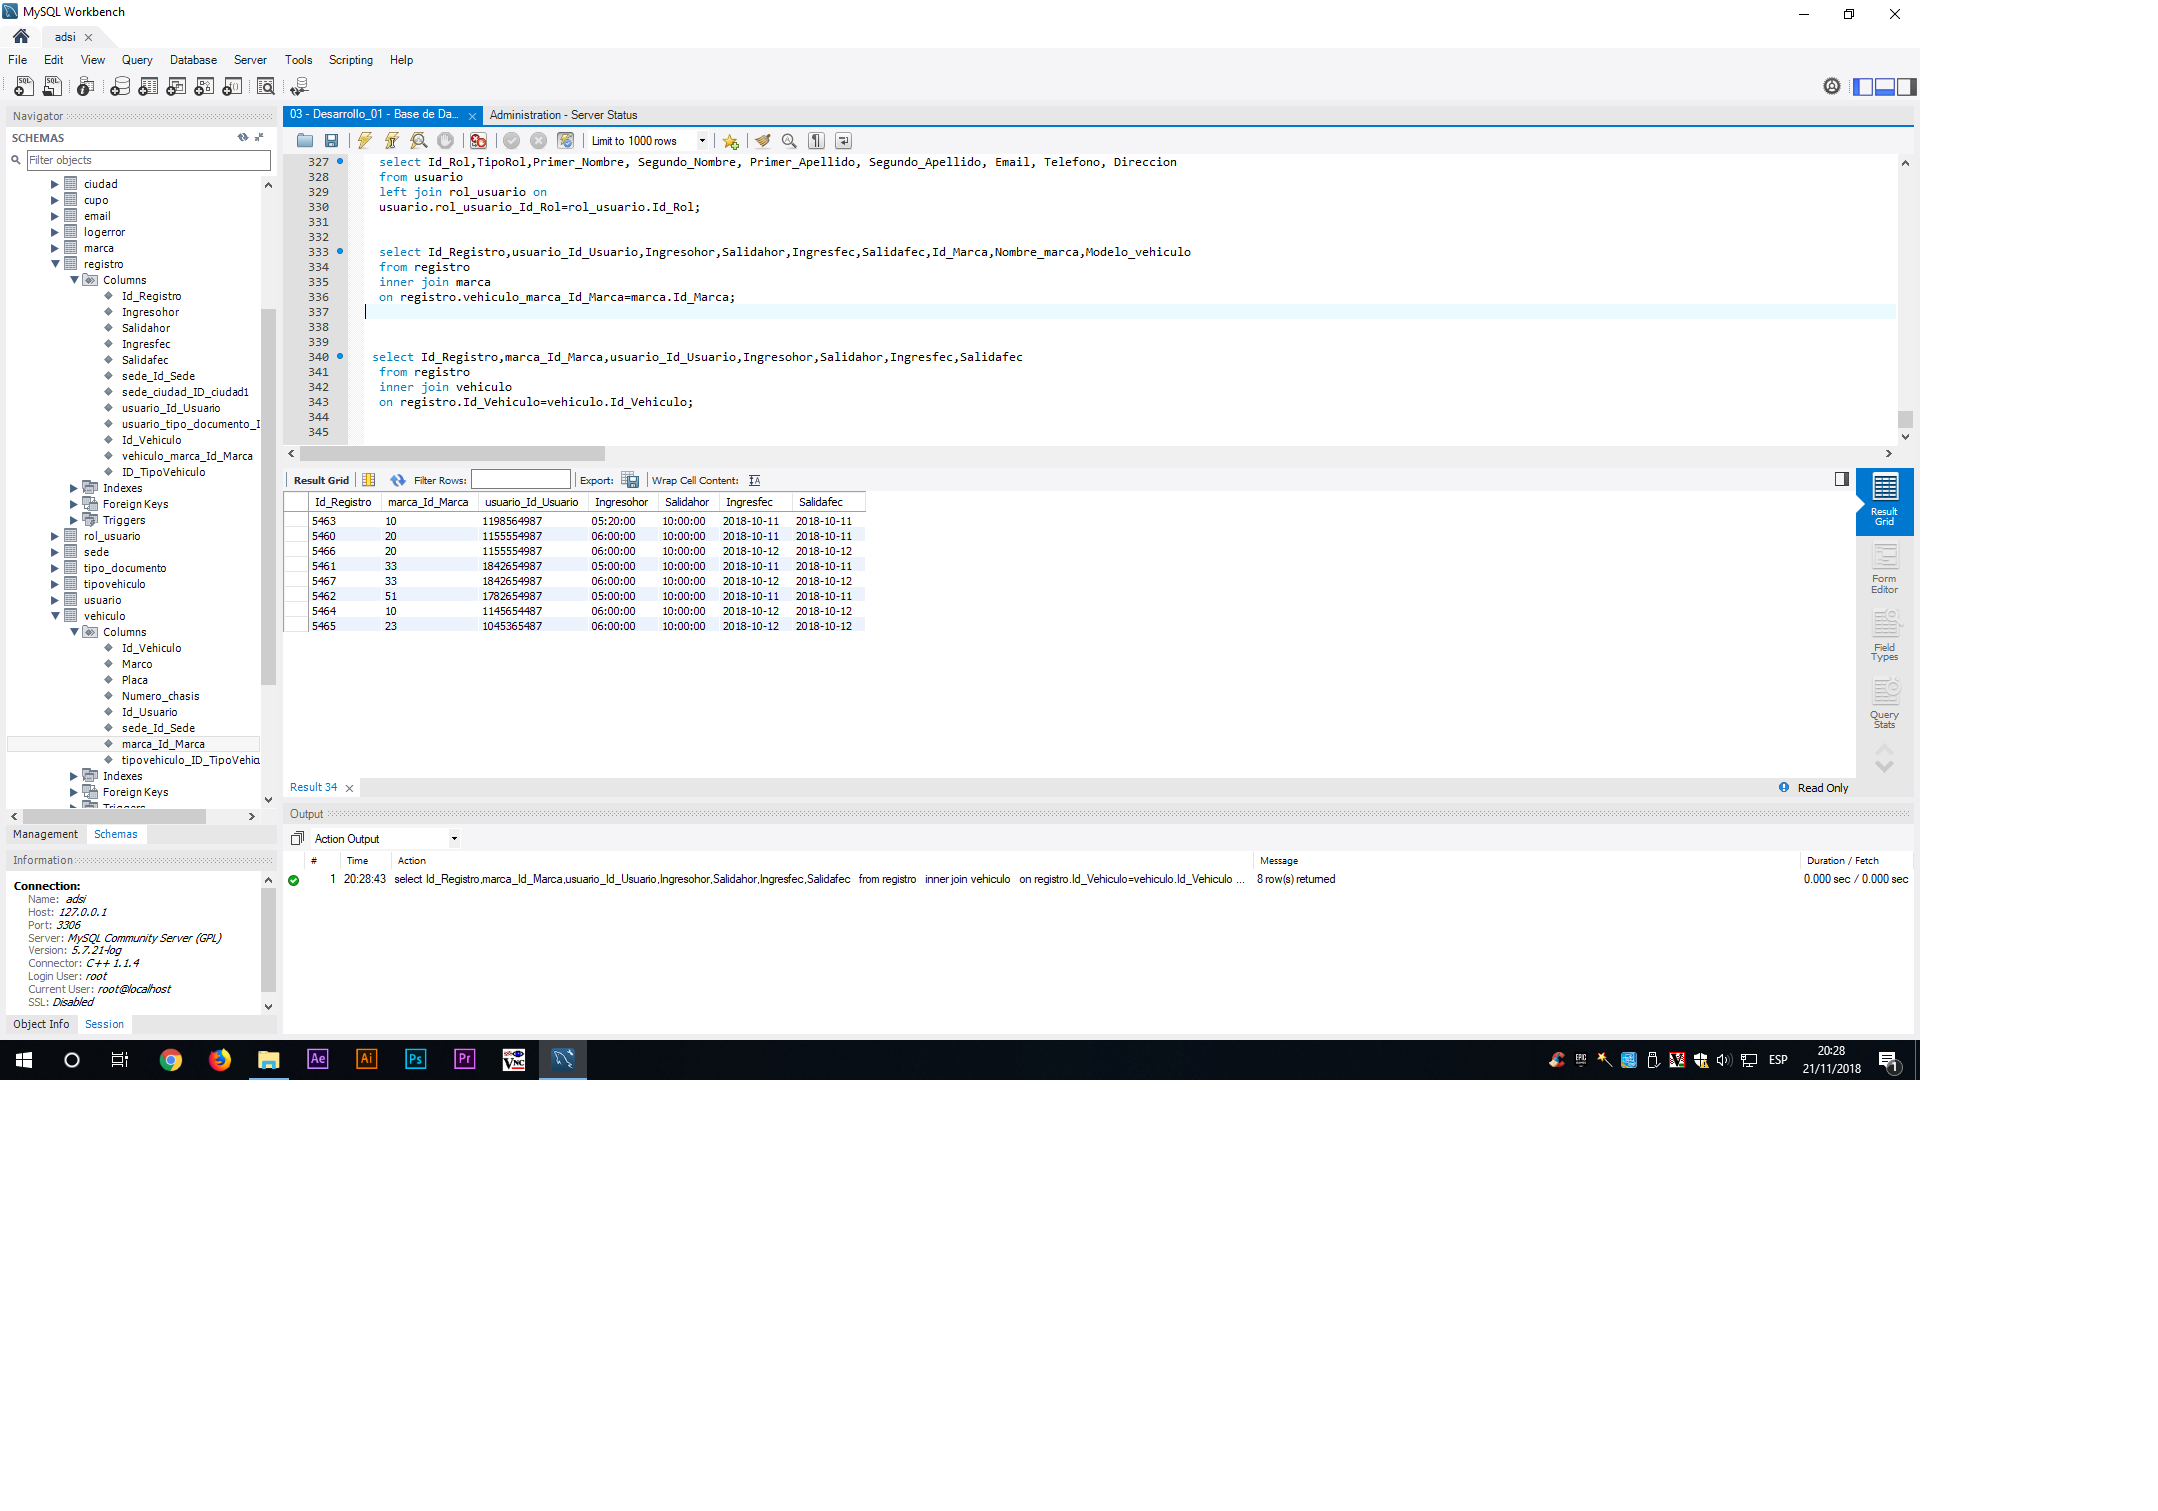 MySQL Workbench
adsi
File Edit View Query Database Server Tools Scripting Help
Navigator
SCHEMAS
Filter objects
ciudad
cupo
email
logerror
marca
registro
Columns
Id_Registro
Ingresohor
Salidahor
Ingresfec
Salidafec
sede_Id_Sede
sede_ciudad_ID_ciudad1
usuario_Id_Usuario
usuario_tipo_documento_I
Id_Vehiculo
vehiculo_marca_Id_Marca
ID_TipoVehiculo
Indexes
Foreign Keys
Triggers
rol_usuario
sede
tipo_documento
tipovehiculo
usuario
vehiculo
Columns
Id_Vehiculo
Marco
Placa
Numero_chasis
Id_Usuario
sede_Id_Sede
marca_Id_Marca
tipovehiculo_ID_TipoVehic
Indexes
Foreign Keys
Triggers
Management Schemas
Information
Connection:
Name: adsi
Host: 127.0.0.1
Port: 3306
Server: MySQL Community Server (GPL)
Version: 5.7.21-log
Connector: C++ 1.1.4
Login User: root
Current User: root@localhost
SSL: Disabled
Object Info Session
03 - Desarrollo_01 - Base de Da... Administration - Server Status
Limit to 1000 rows
327 select Id_Rol,TipoRol,Primer_Nombre, Segundo_Nombre, Primer_Apellido, Segundo_Apellido, Email, Telefono, Direccion
328 from usuario
329 left join rol_usuario on
330 usuario.rol_usuario_Id_Rol=rol_usuario.Id_Rol;
331
332
333 select Id_Registro,usuario_Id_Usuario,Ingresohor,Salidahor,Ingresfec,Salidafec,Id_Marca,Nombre_marca,Modelo_vehiculo
334 from registro
335 inner join marca
336 on registro.vehiculo_marca_Id_Marca=marca.Id_Marca;
337
338
339
340 select Id_Registro,marca_Id_Marca,usuario_Id_Usuario,Ingresohor,Salidahor,Ingresfec,Salidafec
341 from registro
342 inner join vehiculo
343 on registro.Id_Vehiculo=vehiculo.Id_Vehiculo;
344
345
Result Grid Filter Rows: Export: Wrap Cell Content:
Id_Registro marca_Id_Marca usuario_Id_Usuario Ingresohor Salidahor Ingresfec Salidafec
5463 10 1198564987 05:20:00 10:00:00 2018-10-11 2018-10-11
5460 20 1155554987 06:00:00 10:00:00 2018-10-11 2018-10-11
5466 20 1155554987 06:00:00 10:00:00 2018-10-12 2018-10-12
5461 33 1842654987 05:00:00 10:00:00 2018-10-11 2018-10-11
5467 33 1842654987 06:00:00 10:00:00 2018-10-12 2018-10-12
5462 51 1782654987 05:00:00 10:00:00 2018-10-11 2018-10-11
5464 10 1145654487 06:00:00 10:00:00 2018-10-12 2018-10-12
5465 23 1045365487 06:00:00 10:00:00 2018-10-12 2018-10-12
Result
Grid
Form
Editor
Field
Types
Query
Stats
Result 34 Read Only
Output
Action Output
# Time Action Message Duration / Fetch
1 20:28:43 select Id_Registro,marca_Id_Marca,usuario_Id_Usuario,Ingresohor,Salidahor,Ingresfec,Salidafec from registro inner join vehiculo on registro.Id_Vehiculo=vehiculo.Id_Vehiculo ... 8 row(s) returned 0.000 sec / 0.000 sec
Ae Ai Ps Pr VNC
EPIC
ESP
20:28
21/11/2018
1